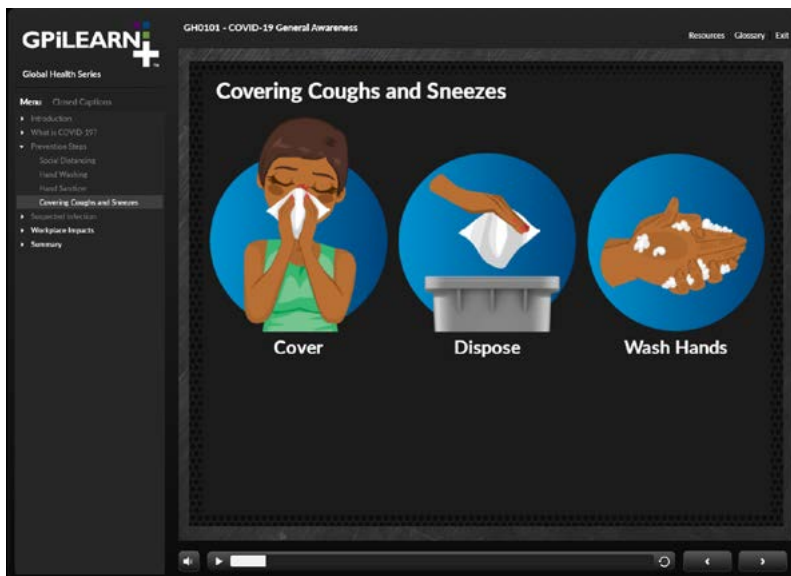 GPiLEARN+
GH0101 - COVID-19 General Awareness
Resources Glossary Exit
Global Health Series
Menu Closed Captions
Introduction
What is COVID-19?
Prevention Steps
Social Distancing
Hand Washing
Hand Sanitizer
Covering Coughs and Sneezes
Suspected Infection
Workplace Impacts
Summary
Covering Coughs and Sneezes
Cover Dispose Wash Hands